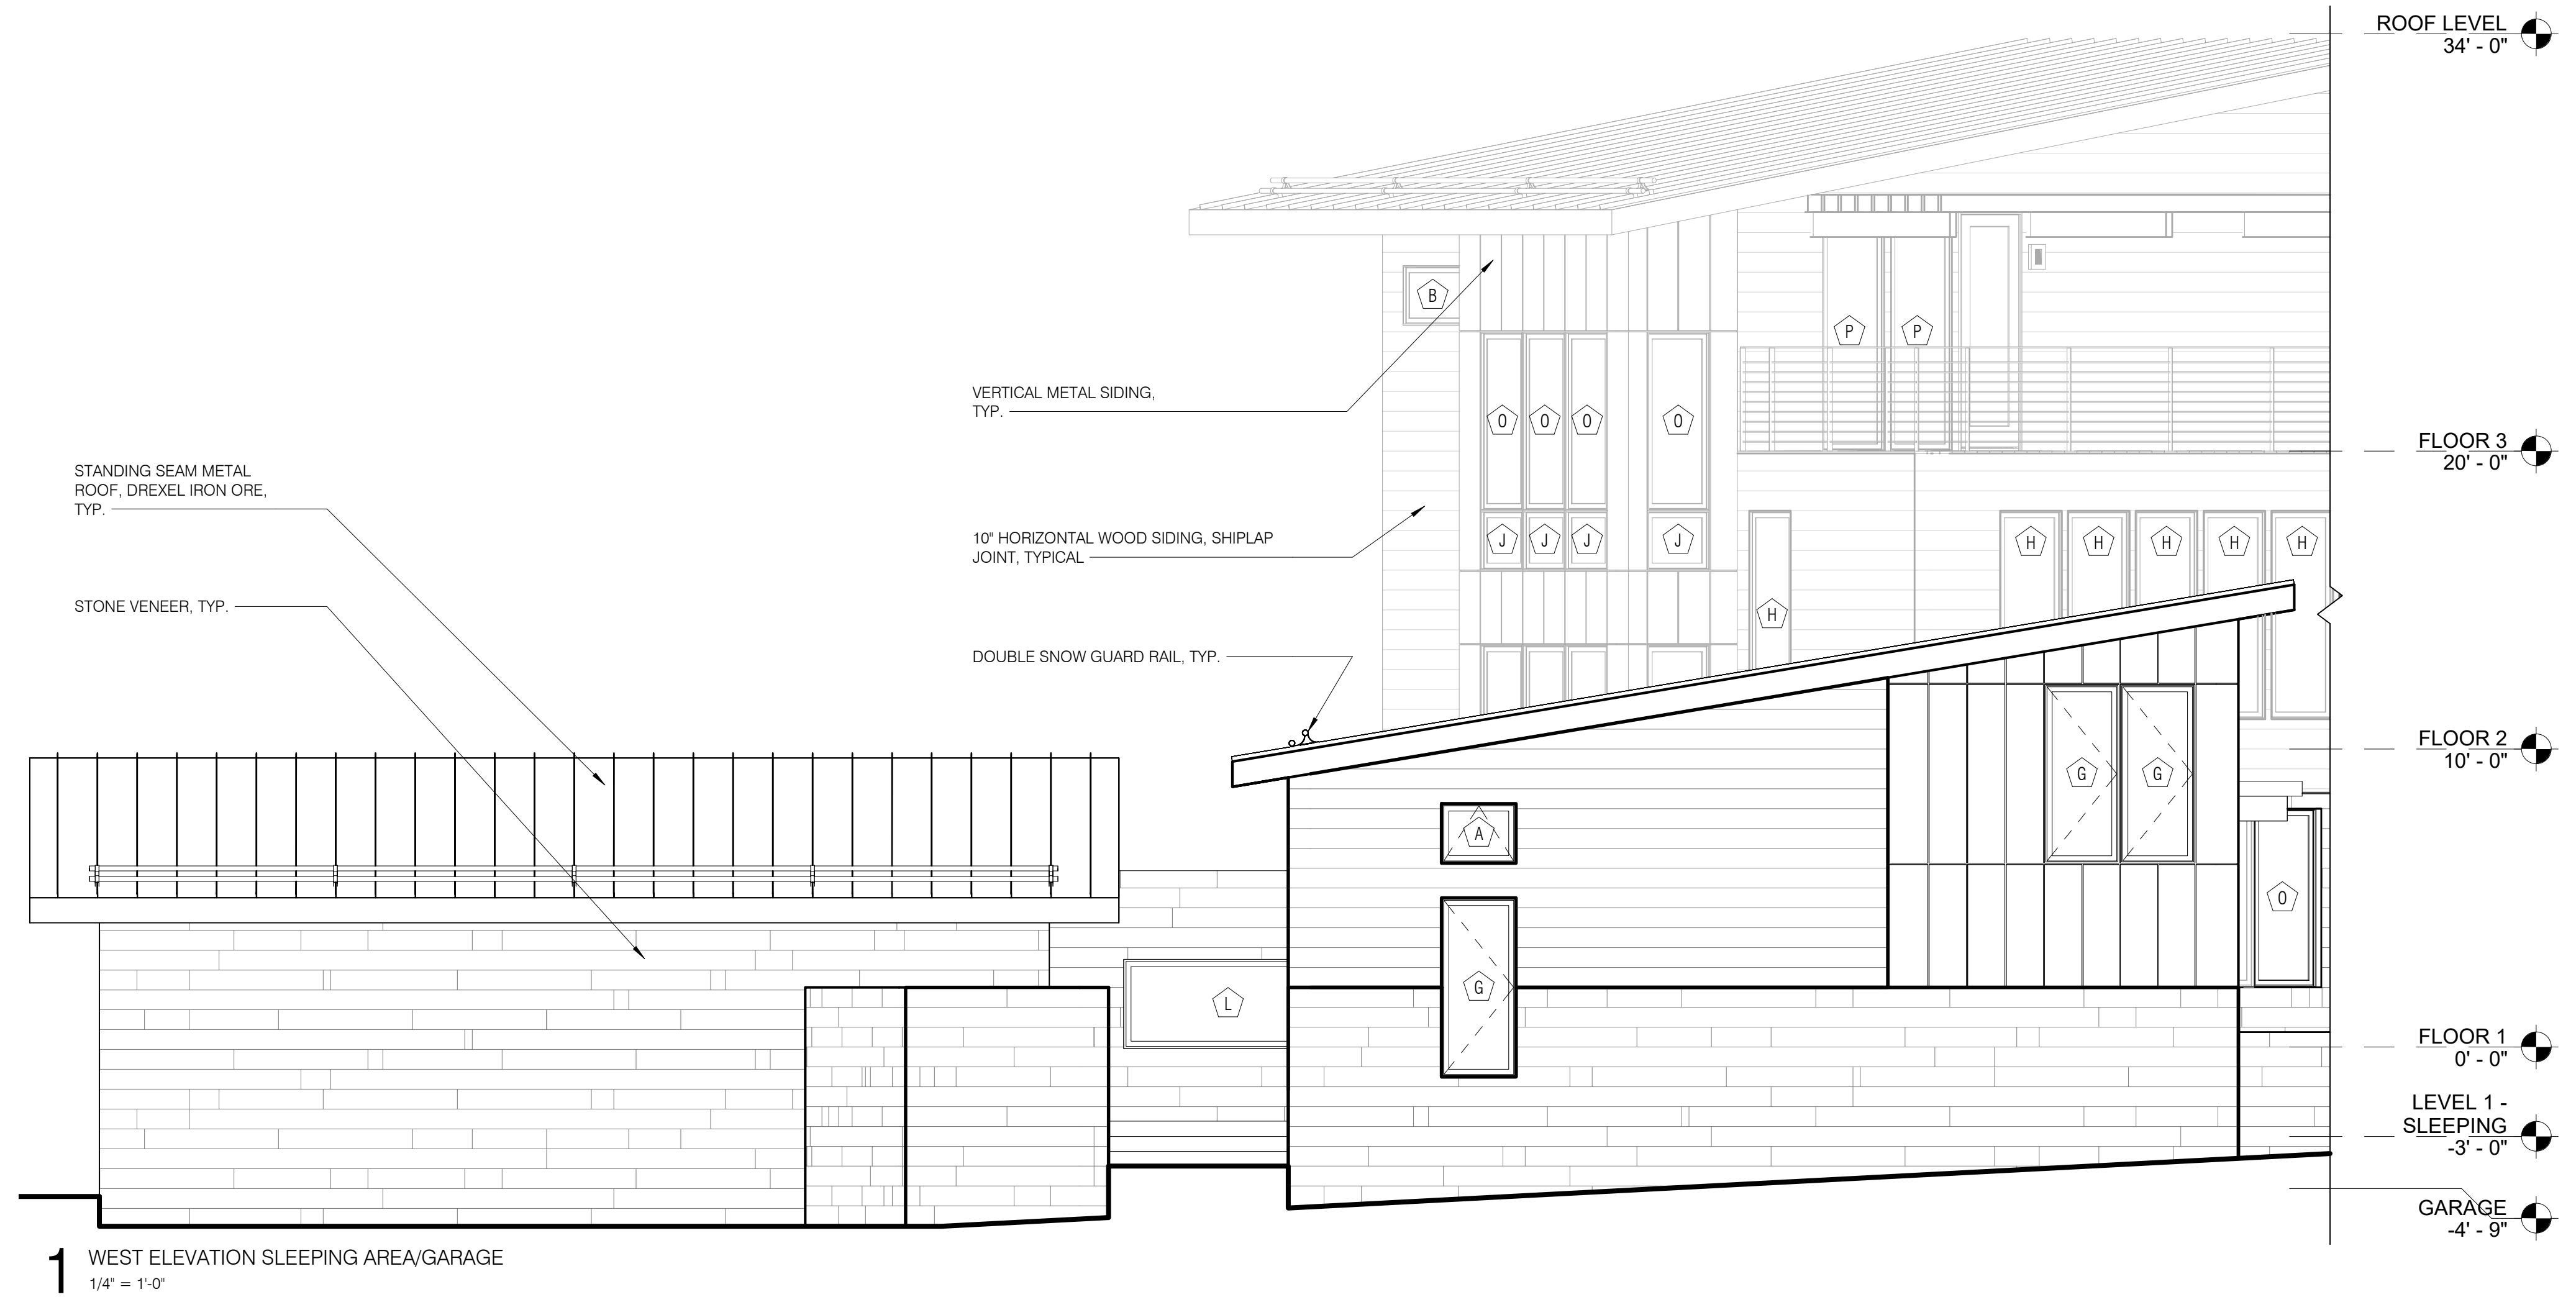 ROOF LEVEL
34' - 0"
B
P P
VERTICAL METAL SIDING,
TYP.
O O O O
FLOOR 3
20' - 0"
STANDING SEAM METAL
ROOF, DREXEL IRON ORE,
TYP.
10" HORIZONTAL WOOD SIDING, SHIPLAP
JOINT, TYPICAL
J J J J
H H H H H
STONE VENEER, TYP.
H
DOUBLE SNOW GUARD RAIL, TYP.
FLOOR 2
10' - 0"
G G
A
O
G
L
FLOOR 1
0' - 0"
LEVEL 1 -
SLEEPING
-3' - 0"
GARAGE
-4' - 9"
1 WEST ELEVATION SLEEPING AREA/GARAGE
1/4" = 1'-0"